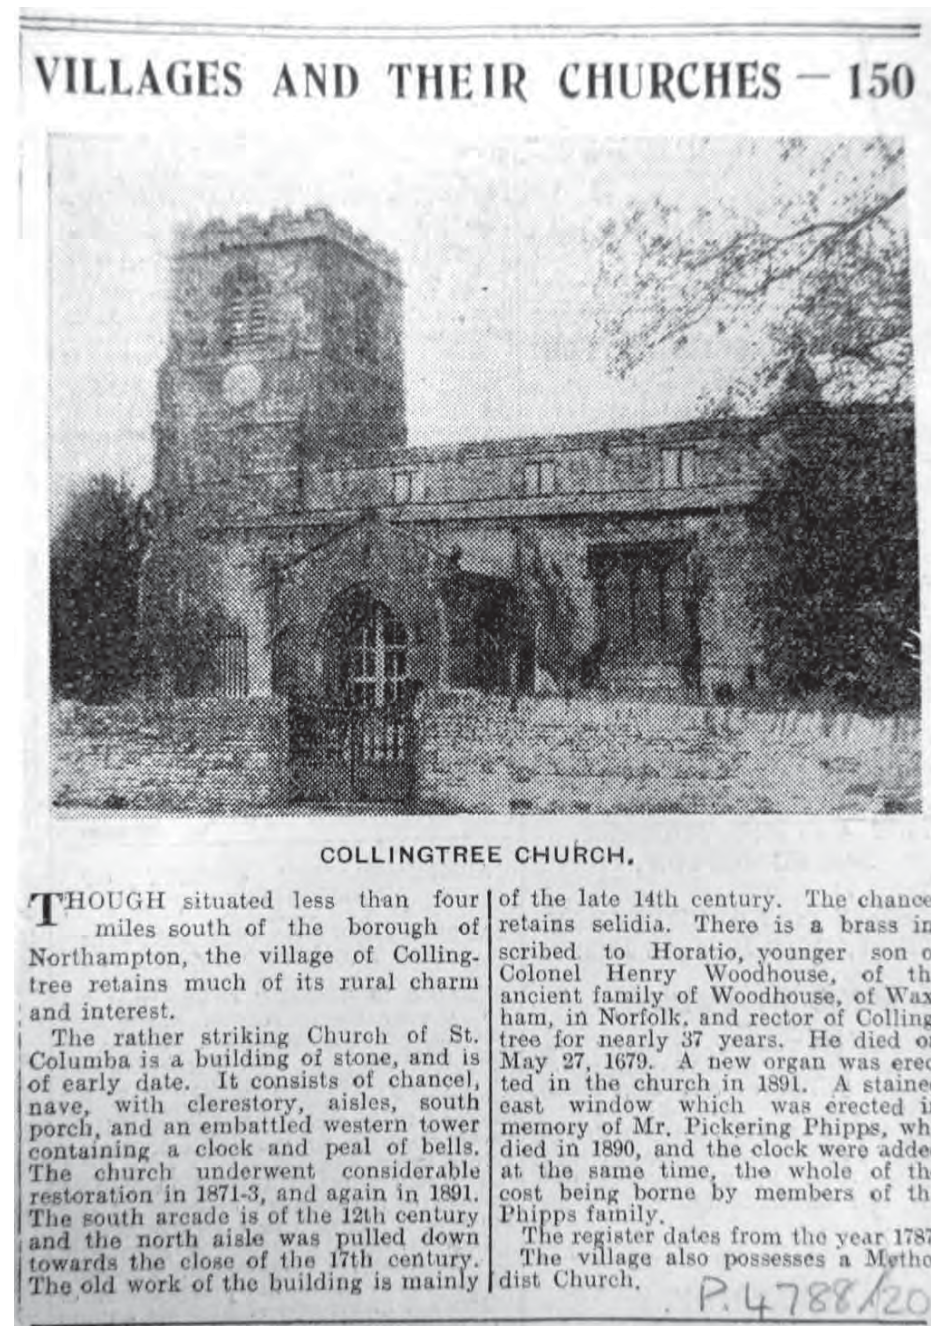 VILLAGES AND THEIR CHURCHES — 150
COLLINGTREE CHURCH.
THOUGH situated less than four
miles south of the borough of
Northampton, the village of Colling-
tree retains much of its rural charm
and interest.
The rather striking Church of St.
Columba is a building of stone, and is
of early date. It consists of chancel,
nave, with clerestory, aisles, south
porch, and an embattled western tower
containing a clock and peal of bells.
The church underwent considerable
restoration in 1871-3, and again in 1891.
The south arcade is of the 12th century
and the north aisle was pulled down
towards the close of the 17th century.
The old work of the building is mainly
of the late 14th century. The chance
retains selidia. There is a brass in
scribed to Horatio, younger son o
Colonel Henry Woodhouse, of th
ancient family of Woodhouse, of Wax
ham, in Norfolk, and rector of Colling
tree for nearly 37 years. He died o
May 27, 1679. A new organ was erec
ted in the church in 1891. A staine
east window which was erected i
memory of Mr. Pickering Phipps, wh
died in 1890, and the clock were adde
at the same time, the whole of th
cost being borne by members of th
Phipps family.
The register dates from the year 1787
The village also possesses a Metho
dist Church.
P. 4788/20